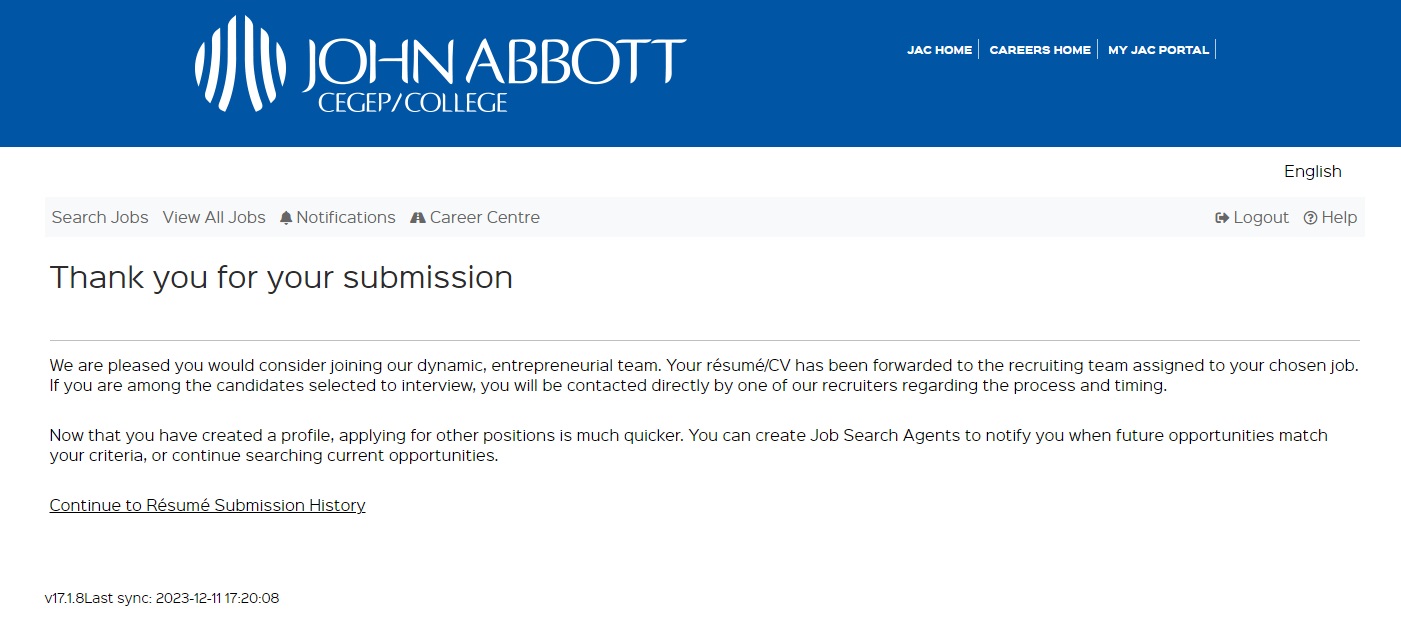 JOHN ABBOTT
CEGEP/COLLEGE
JAC HOME
CAREERS HOME
MY JAC PORTAL
English
Search Jobs
View All Jobs
Notifications
Career Centre
Logout
Help
Thank you for your submission
We are pleased you would consider joining our dynamic, entrepreneurial team. Your résumé/CV has been forwarded to the recruiting team assigned to your chosen job.
If you are among the candidates selected to interview, you will be contacted directly by one of our recruiters regarding the process and timing.
Now that you have created a profile, applying for other positions is much quicker. You can create Job Search Agents to notify you when future opportunities match
your criteria, or continue searching current opportunities.
Continue to Résumé Submission History
v17.1.8Last sync: 2023-12-11 17:20:08